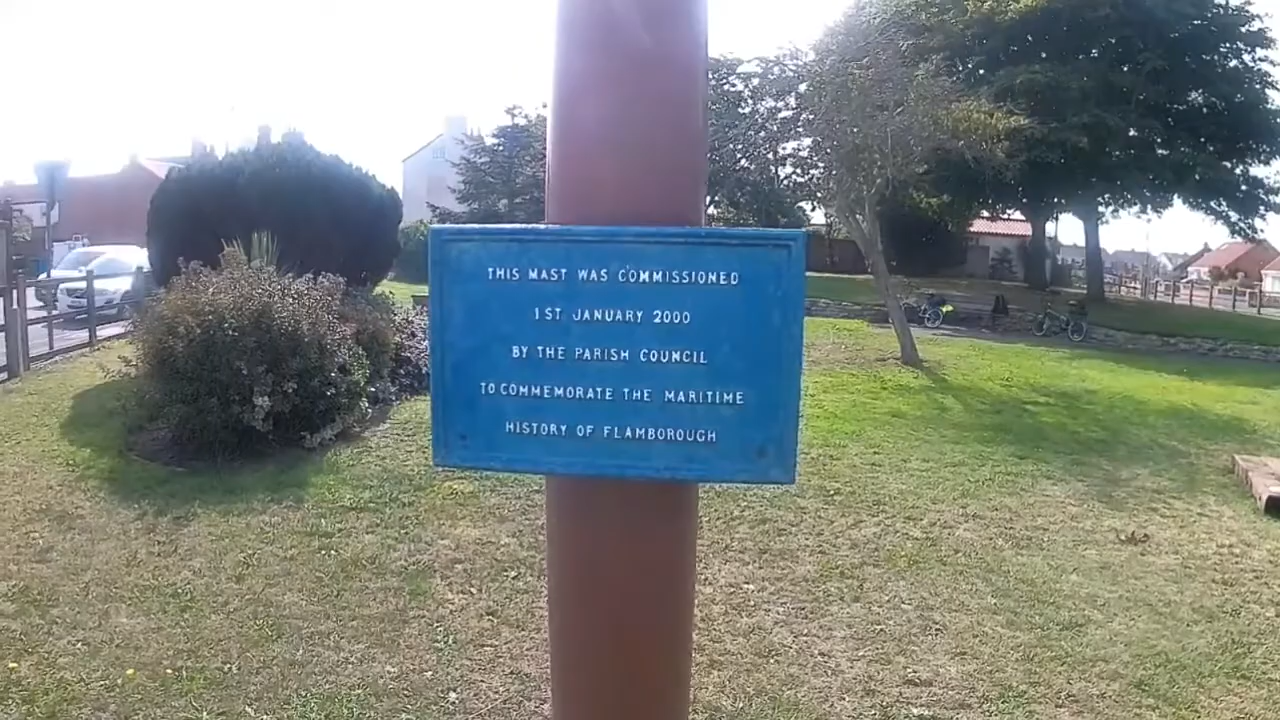 THIS MAST WAS COMMISSIONED
1ST JANUARY 2000
BY THE PARISH COUNCIL
TO COMMEMORATE THE MARITIME
HISTORY OF FLAMBOROUGH